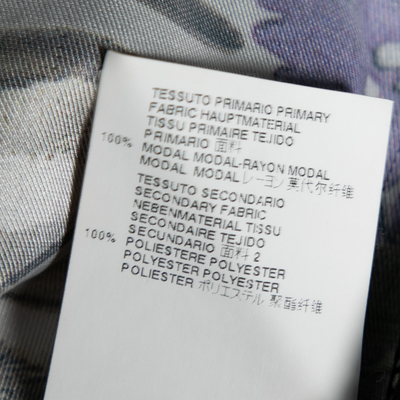 TESSUTO PRIMARIO PRIMARY
FABRIC HAUPTMATERIAL
TISSU PRIMAIRE TEJIDO
PRIMARIO 面料
100% MODAL MODAL-RAYON MODAL
MODAL MODAL レーヨン 莫代尔纤维
TESSUTO SECONDARIO
SECONDARY FABRIC
NEBENMATERIAL TISSU
SECONDAIRE TEJIDO
SECUNDARIO 面料 2
100% POLIESTERE POLYESTER
POLYESTER POLYESTER
POLIESTER ポリエステル 聚酯纤维